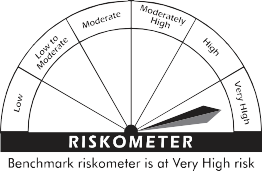 Low
Low to
Moderate
Moderate
Moderately
High
High
Very High
RISKOMETER
Benchmark riskometer is at Very High risk